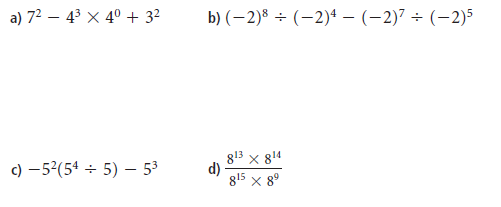 a) 7² − 4³ × 4⁰ + 3²
b) (−2)⁸ ÷ (−2)⁴ − (−2)⁷ ÷ (−2)⁵
c) −5²(5⁴ ÷ 5) − 5³
d) 8¹³ × 8¹⁴
8¹⁵ × 8⁹